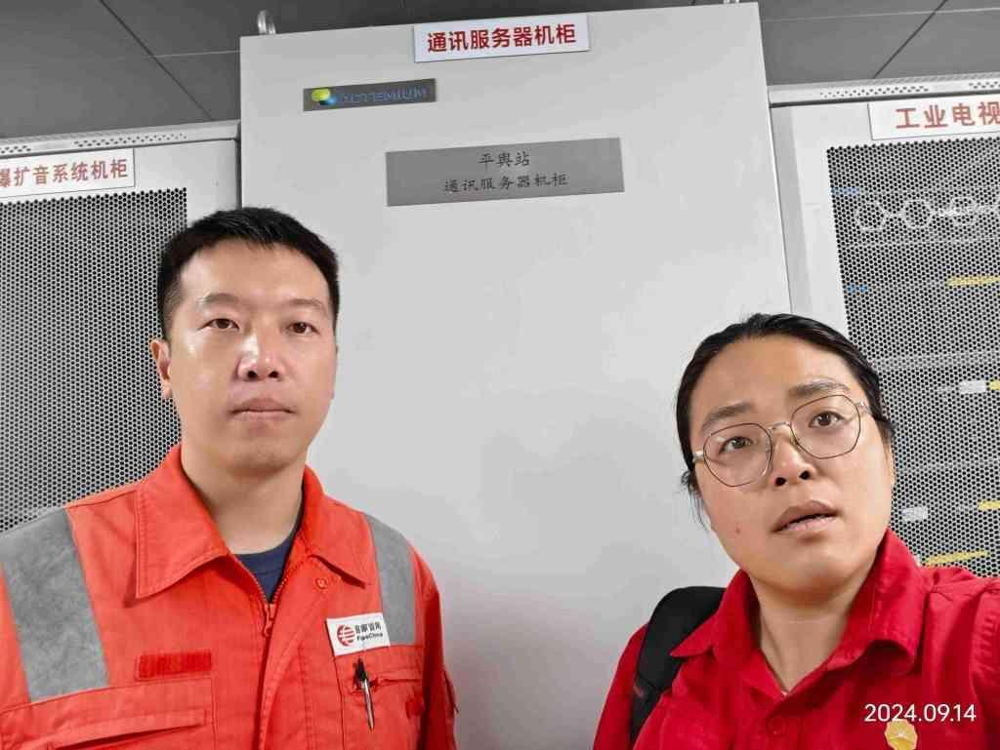 通讯服务器机柜
ACTEMIUM
平舆站
通讯服务器机柜
爆扩音系统机柜
工业电视
国家管网
PipeChina
2024.09.14